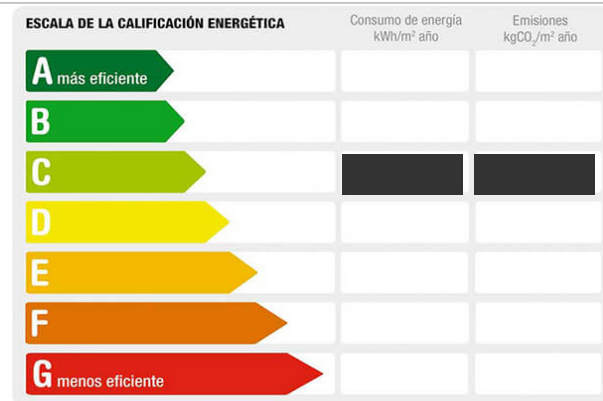 ESCALA DE LA CALIFICACIÓN ENERGÉTICA
Consumo de energía
kWh/m² año
Emisiones
kgCO₂/m² año
A más eficiente
B
C
D
E
F
G menos eficiente